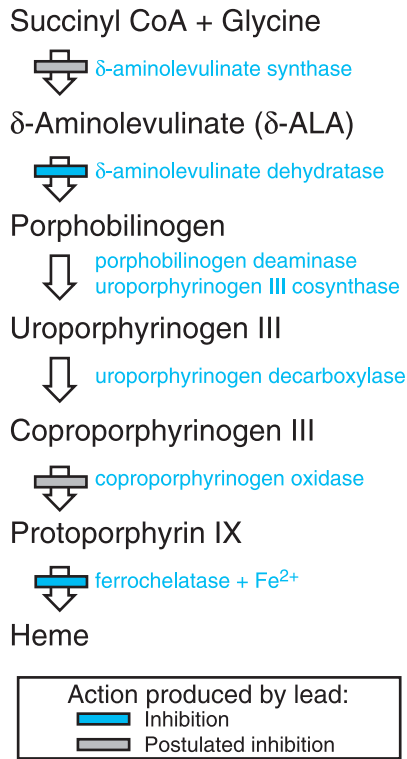 Succinyl CoA + Glycine
δ-aminolevulinate synthase
δ-Aminolevulinate (δ-ALA)
δ-aminolevulinate dehydratase
Porphobilinogen
porphobilinogen deaminase
uroporphyrinogen III cosynthase
Uroporphyrinogen III
uroporphyrinogen decarboxylase
Coproporphyrinogen III
coproporphyrinogen oxidase
Protoporphyrin IX
ferrochelatase + Fe²⁺
Heme
Action produced by lead:
Inhibition
Postulated inhibition